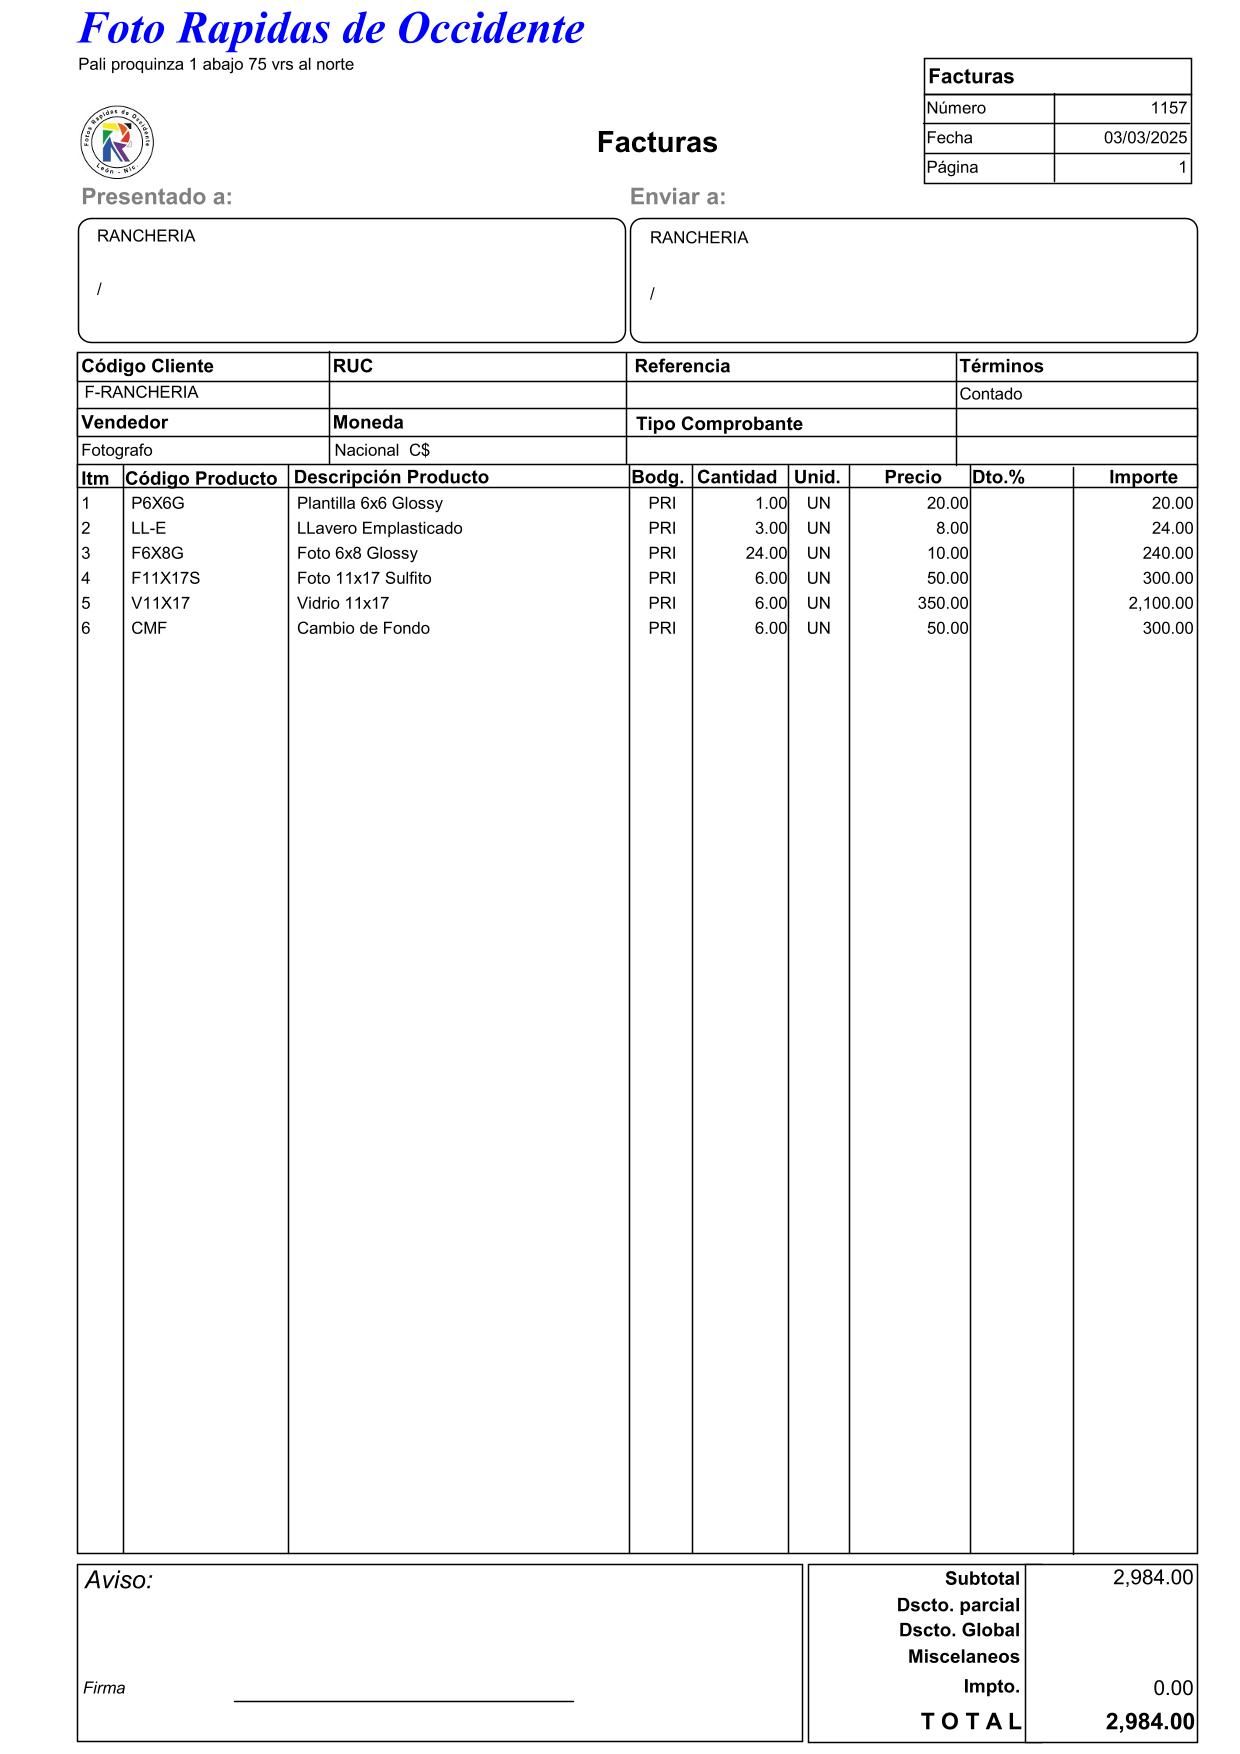 Foto Rapidas de Occidente
Pali proquinza 1 abajo 75 vrs al norte
Fotos Rapidas de Occidente
León - Nic.
Facturas
Facturas
Número 1157
Fecha 03/03/2025
Página 1
Presentado a: Enviar a:
RANCHERIA RANCHERIA
/ /
Código Cliente RUC Referencia Términos
F-RANCHERIA Contado
Vendedor Moneda Tipo Comprobante
Fotografo Nacional C$
Itm Código Producto Descripción Producto Bodg. Cantidad Unid. Precio Dto.% Importe
1 P6X6G Plantilla 6x6 Glossy PRI 1.00 UN 20.00 20.00
2 LL-E LLavero Emplasticado PRI 3.00 UN 8.00 24.00
3 F6X8G Foto 6x8 Glossy PRI 24.00 UN 10.00 240.00
4 F11X17S Foto 11x17 Sulfito PRI 6.00 UN 50.00 300.00
5 V11X17 Vidrio 11x17 PRI 6.00 UN 350.00 2,100.00
6 CMF Cambio de Fondo PRI 6.00 UN 50.00 300.00
Aviso:
Subtotal 2,984.00
Dscto. parcial
Dscto. Global
Miscelaneos
Firma
Impto. 0.00
T O T A L 2,984.00